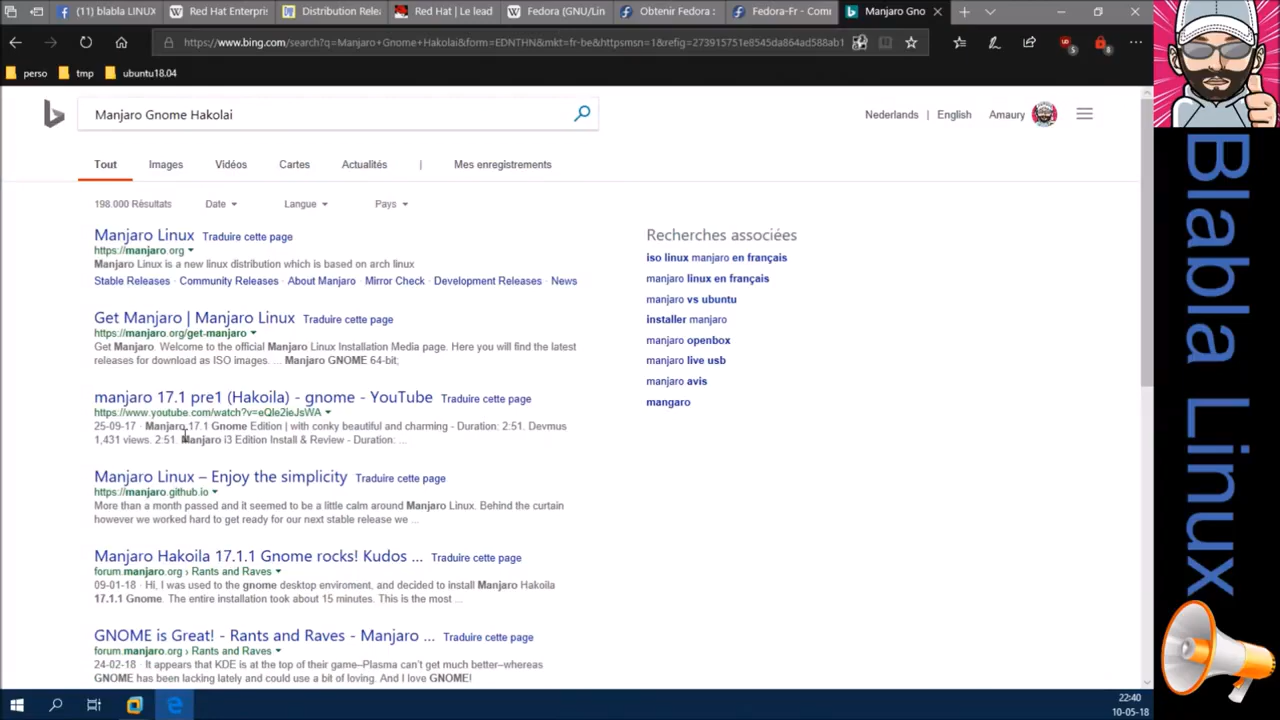 (1) blabla LINUX
Red Hat Enterpris
Distribution Relea
Red Hat | Le lead
Fedora (GNU/Lin
Obtenir Fedora :
Fedora-Fr - Comm
Manjaro Gno
https://www.bing.com/search?q=Manjaro+Gnome+Hakolai&form=EDNTHN&mkt=fr-be&httpsmsn=1&refig=273915751e8545da864ad588ab1
5
8
perso
tmp
ubuntu18.04
Manjaro Gnome Hakolai
Nederlands | English Amaury
Tout Images Vidéos Cartes Actualités | Mes enregistrements
198.000 Résultats Date Langue Pays
Manjaro Linux Traduire cette page
https://manjaro.org
Manjaro Linux is a new linux distribution which is based on arch linux
Stable Releases · Community Releases · About Manjaro · Mirror Check · Development Releases · News
Get Manjaro | Manjaro Linux Traduire cette page
https://manjaro.org/get-manjaro
Get Manjaro. Welcome to the official Manjaro Linux Installation Media page. Here you will find the latest
releases for download as ISO images. ... Manjaro GNOME 64-bit;
manjaro 17.1 pre1 (Hakoila) - gnome - YouTube Traduire cette page
https://www.youtube.com/watch?v=eQle2ieJsWA
25-09-17 · Manjaro 17.1 Gnome Edition | with conky beautiful and charming - Duration: 2:51. Devmus
1,431 views. 2:51. Manjaro i3 Edition Install & Review - Duration: ...
Manjaro Linux – Enjoy the simplicity Traduire cette page
https://manjaro.github.io
More than a month passed and it seemed to be a little calm around Manjaro Linux. Behind the curtain
however we worked hard to get ready for our next stable release we ...
Manjaro Hakoila 17.1.1 Gnome rocks! Kudos ... Traduire cette page
forum.manjaro.org › Rants and Raves
09-01-18 · Hi, I was used to the gnome desktop enviroment, and decided to install Manjaro Hakoila
17.1.1 Gnome. The entire installation took about 15 minutes. This is the most ...
GNOME is Great! - Rants and Raves - Manjaro ... Traduire cette page
forum.manjaro.org › Rants and Raves
24-02-18 · It appears that KDE is at the top of their game–Plasma can't get much better–whereas
GNOME has been lacking lately and could use a bit of loving. And I love GNOME!
Recherches associées
iso linux manjaro en français
manjaro linux en français
manjaro vs ubuntu
installer manjaro
manjaro openbox
manjaro live usb
manjaro avis
mangaro
Blabla Linux
22:40
10-05-18